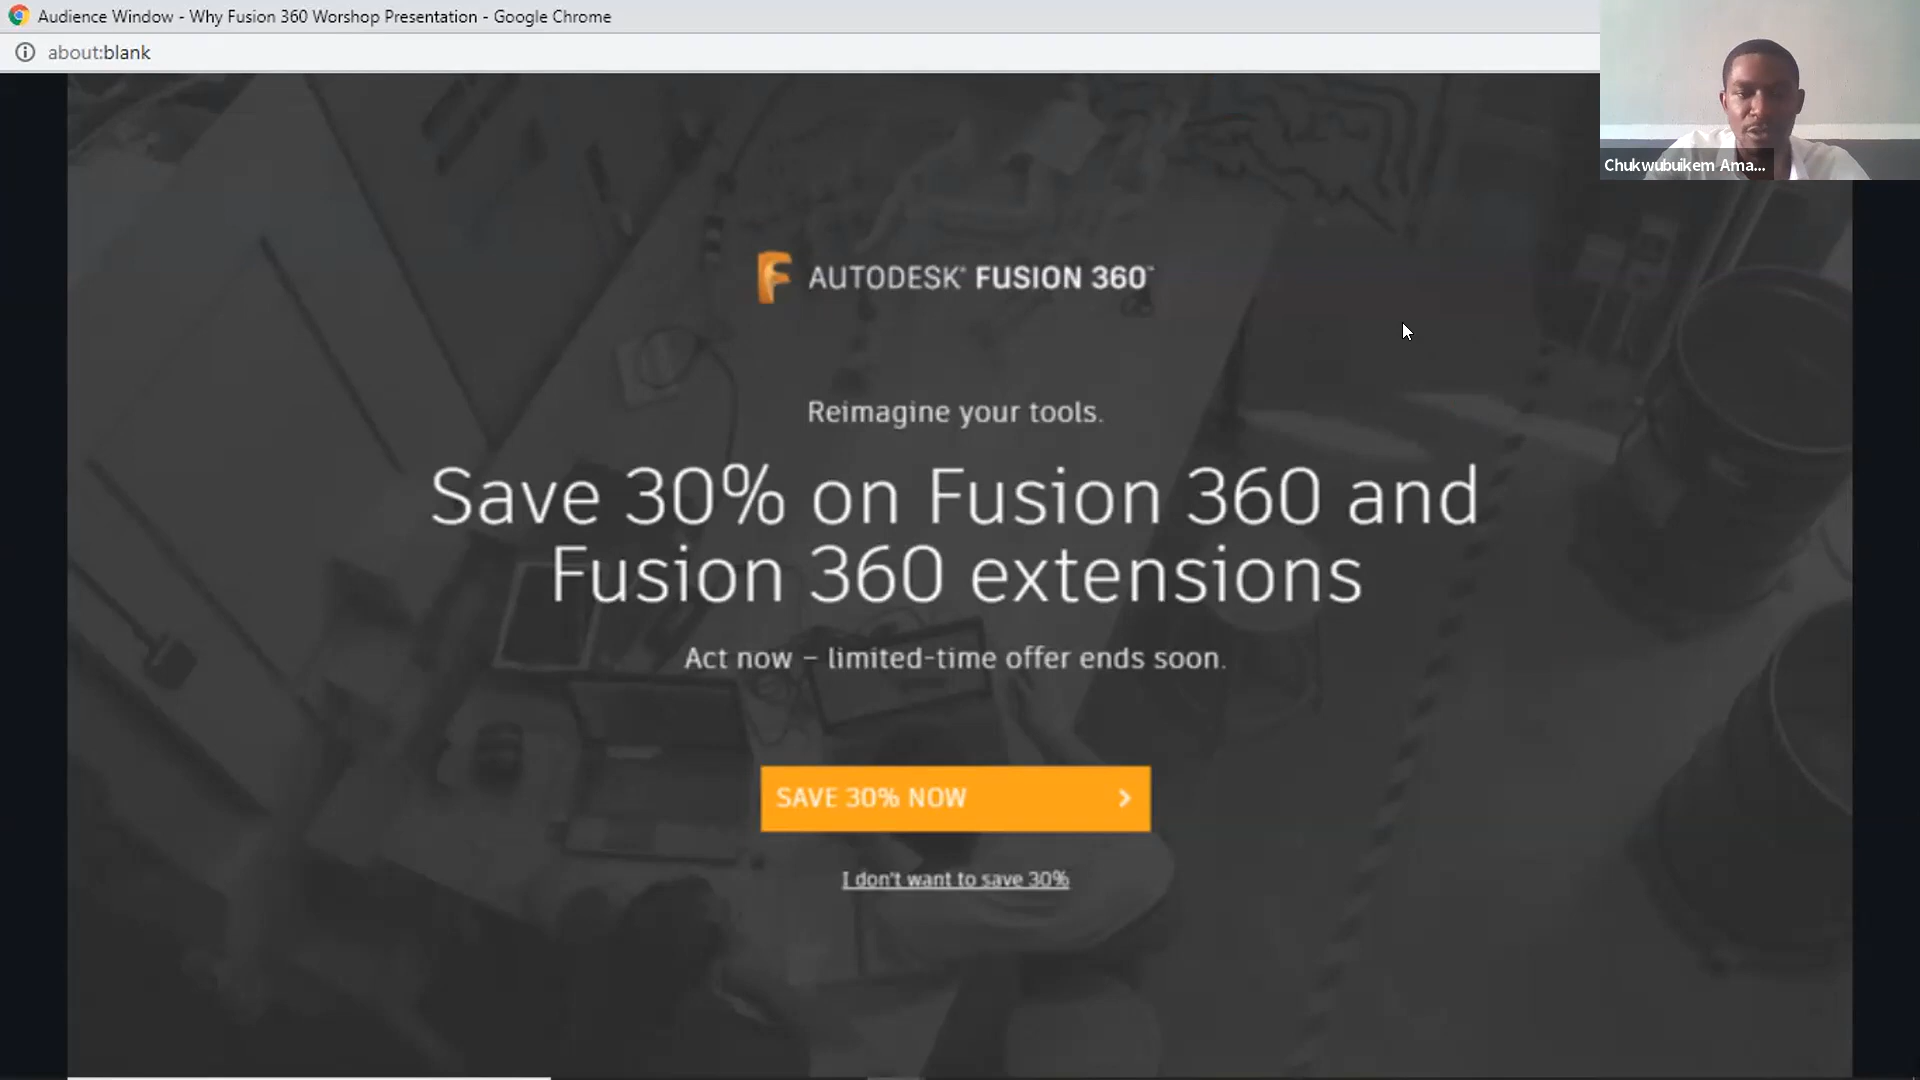 Audience Window - Why Fusion 360 Worshop Presentation - Google Chrome
about:blank
Chukwubuikem Ama...
AUTODESK® FUSION 360™
Reimagine your tools.
Save 30% on Fusion 360 and
Fusion 360 extensions
Act now – limited-time offer ends soon.
SAVE 30% NOW >
I don't want to save 30%